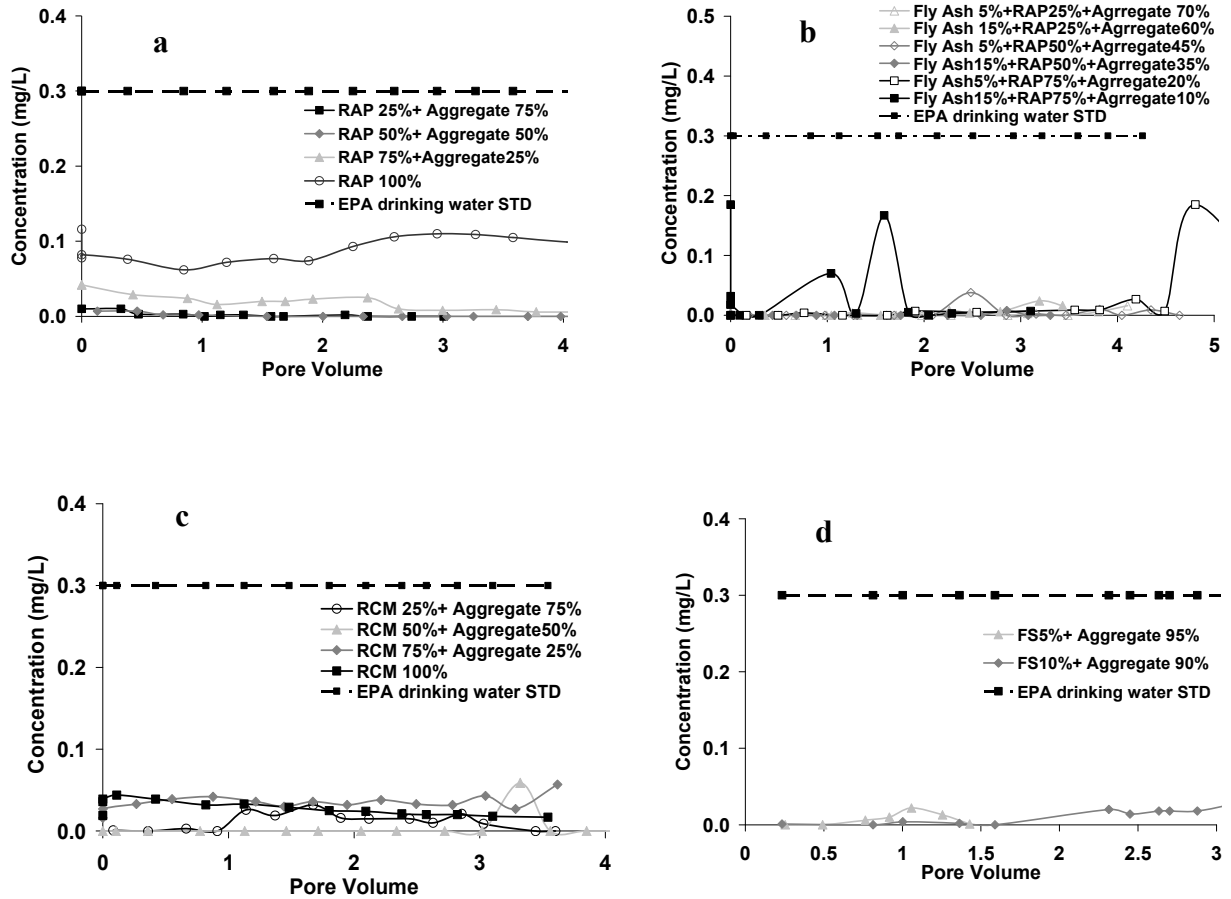 a
Concentration (mg/L)
0.4
0.3
0.2
0.1
0.0
RAP 25%+ Aggregate 75%
RAP 50%+ Aggregate 50%
RAP 75%+Aggregate25%
RAP 100%
EPA drinking water STD
0 1 2 3 4
Pore Volume
b
Concentration (mg/L)
0.5
0.4
0.3
0.2
0.1
0.0
Fly Ash 5%+RAP25%+Agrregate 70%
Fly Ash 15%+RAP25%+Agrregate60%
Fly Ash 5%+RAP50%+Agrregate45%
Fly Ash15%+RAP50%+Agrregate35%
Fly Ash5%+RAP75%+Agrregate20%
Fly Ash15%+RAP75%+Agrregate10%
EPA drinking water STD
0 1 2 3 4 5
Pore Volume
c
Concentration (mg/L)
0.4
0.3
0.2
0.1
0.0
RCM 25%+ Aggregate 75%
RCM 50%+ Aggregate50%
RCM 75%+ Aggregate 25%
RCM 100%
EPA drinking water STD
0 1 2 3 4
Pore Volume
d
Concentration (mg/L)
0.4
0.3
0.2
0.1
0.0
FS5%+ Aggregate 95%
FS10%+ Aggregate 90%
EPA drinking water STD
0 0.5 1 1.5 2 2.5 3
Pore Volume